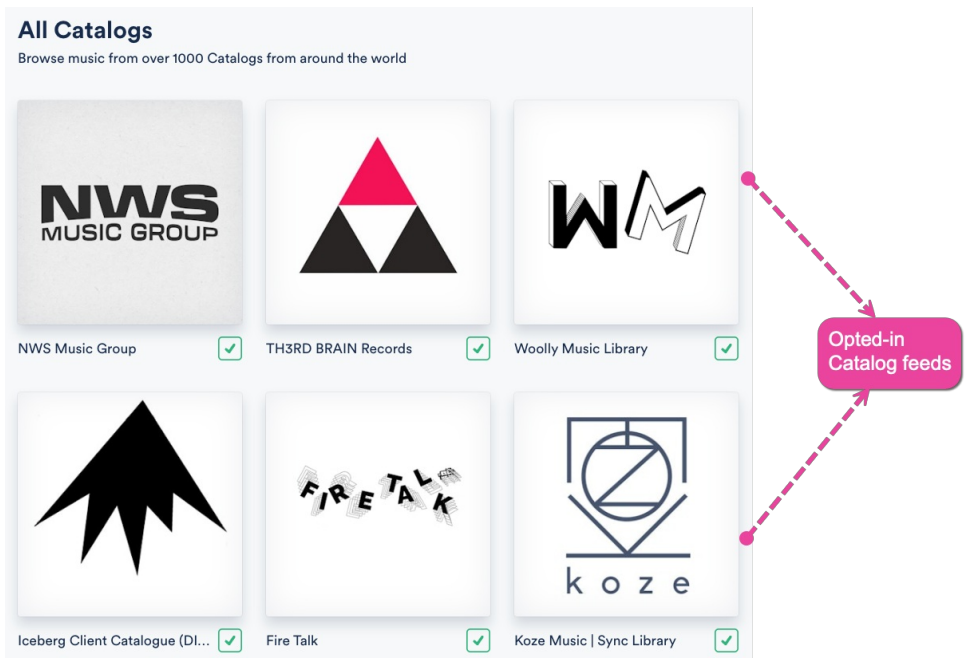 All Catalogs
Browse music from over 1000 Catalogs from around the world
NWS
MUSIC GROUP
WM
NWS Music Group
TH3RD BRAIN Records
Woolly Music Library
Opted-in
Catalog feeds
FIRE TALK
koze
Iceberg Client Catalogue (DI...
Fire Talk
Koze Music | Sync Library